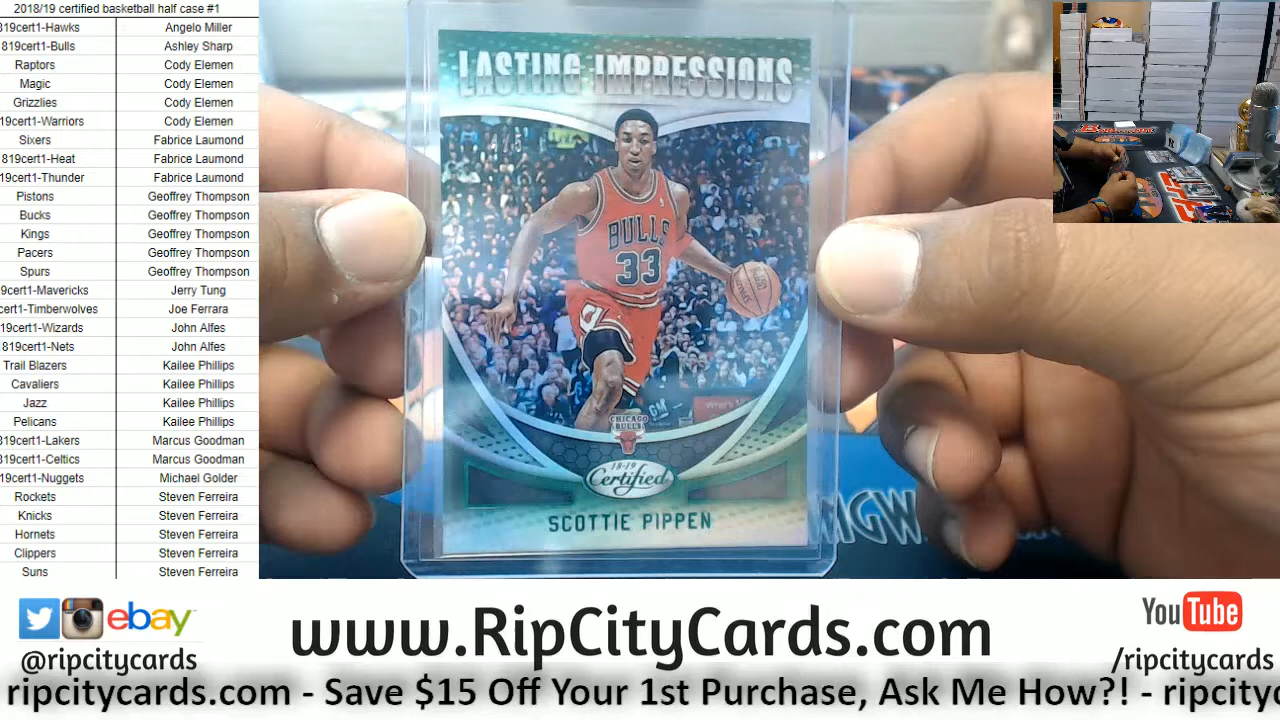 2018/19 certified basketball half case #1
319cert1-Hawks Angelo Miller
819cert1-Bulls Ashley Sharp
Raptors Cody Elemen
Magic Cody Elemen
Grizzlies Cody Elemen
19cert1-Warriors Cody Elemen
Sixers Fabrice Laumond
819cert1-Heat Fabrice Laumond
19cert1-Thunder Fabrice Laumond
Pistons Geoffrey Thompson
Bucks Geoffrey Thompson
Kings Geoffrey Thompson
Pacers Geoffrey Thompson
Spurs Geoffrey Thompson
9cert1-Mavericks Jerry Tung
cert1-Timberwolves Joe Ferrara
19cert1-Wizards John Alfes
819cert1-Nets John Alfes
Trail Blazers Kailee Phillips
Cavaliers Kailee Phillips
Jazz Kailee Phillips
Pelicans Kailee Phillips
819cert1-Lakers Marcus Goodman
819cert1-Celtics Marcus Goodman
19cert1-Nuggets Michael Golder
Rockets Steven Ferreira
Knicks Steven Ferreira
Hornets Steven Ferreira
Clippers Steven Ferreira
Suns Steven Ferreira
LASTING IMPRESSIONS
BULLS
33
CHICAGO
BULLS
18-19
Certified
SCOTTIE PIPPEN
ebay
@ripcitycards
www.RipCityCards.com
YouTube
/ripcitycards
ripcitycards.com - Save $15 Off Your 1st Purchase, Ask Me How?! - ripcity